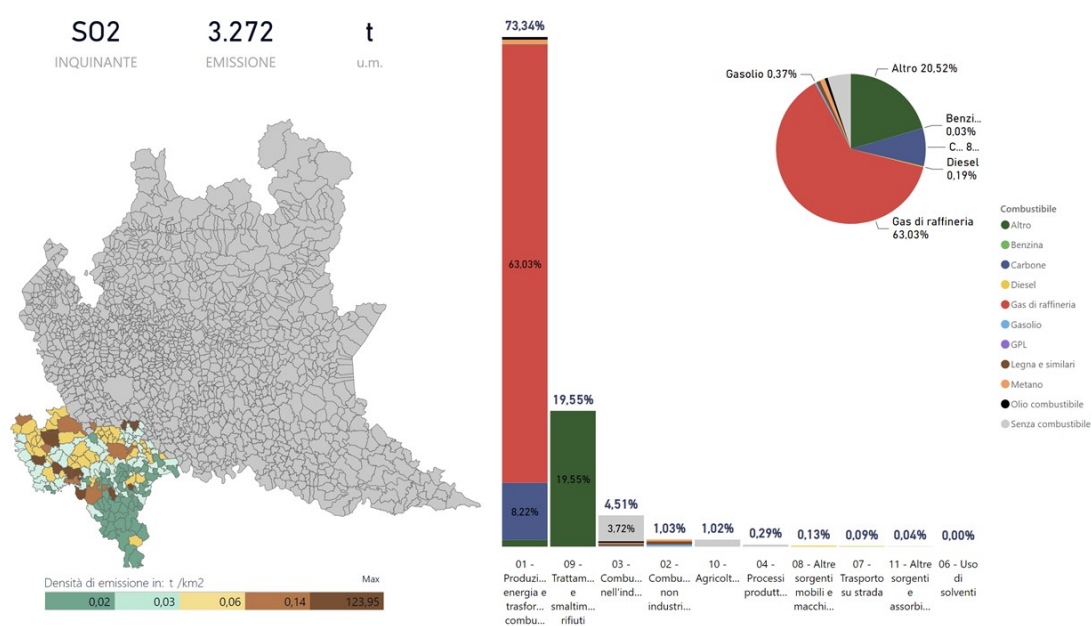 SO2
3.272
t
INQUINANTE
EMISSIONE
u.m.
Densità di emissione in: t /km2
Max
0,02
0,03
0,06
0,14
123,95
73,34%
63,03%
8,22%
19,55%
19,55%
4,51%
3.72%
1,03%
1,02%
0,29%
0,13%
0,09%
0,04%
0,00%
01 -
Produzi...
energia e
trasfor...
combu...
09 -
Trattam...
e
smaltim...
rifiuti
03 -
Combu...
nell'ind...
02 -
Combu...
non
industri...
10 -
Agricolt...
04 -
Processi
produtt...
08 - Altre
sorgenti
mobili e
macchi...
07 -
Trasporto
su strada
11 - Altre
sorgenti
e
assorbi...
06 - Uso
di
solventi
Gasolio 0,37%
Altro 20,52%
Benzi...
0,03%
C... 8...
Diesel
0,19%
Gas di raffineria
63,03%
Combustibile
Altro
Benzina
Carbone
Diesel
Gas di raffineria
Gasolio
GPL
Legna e similari
Metano
Olio combustibile
Senza combustibile